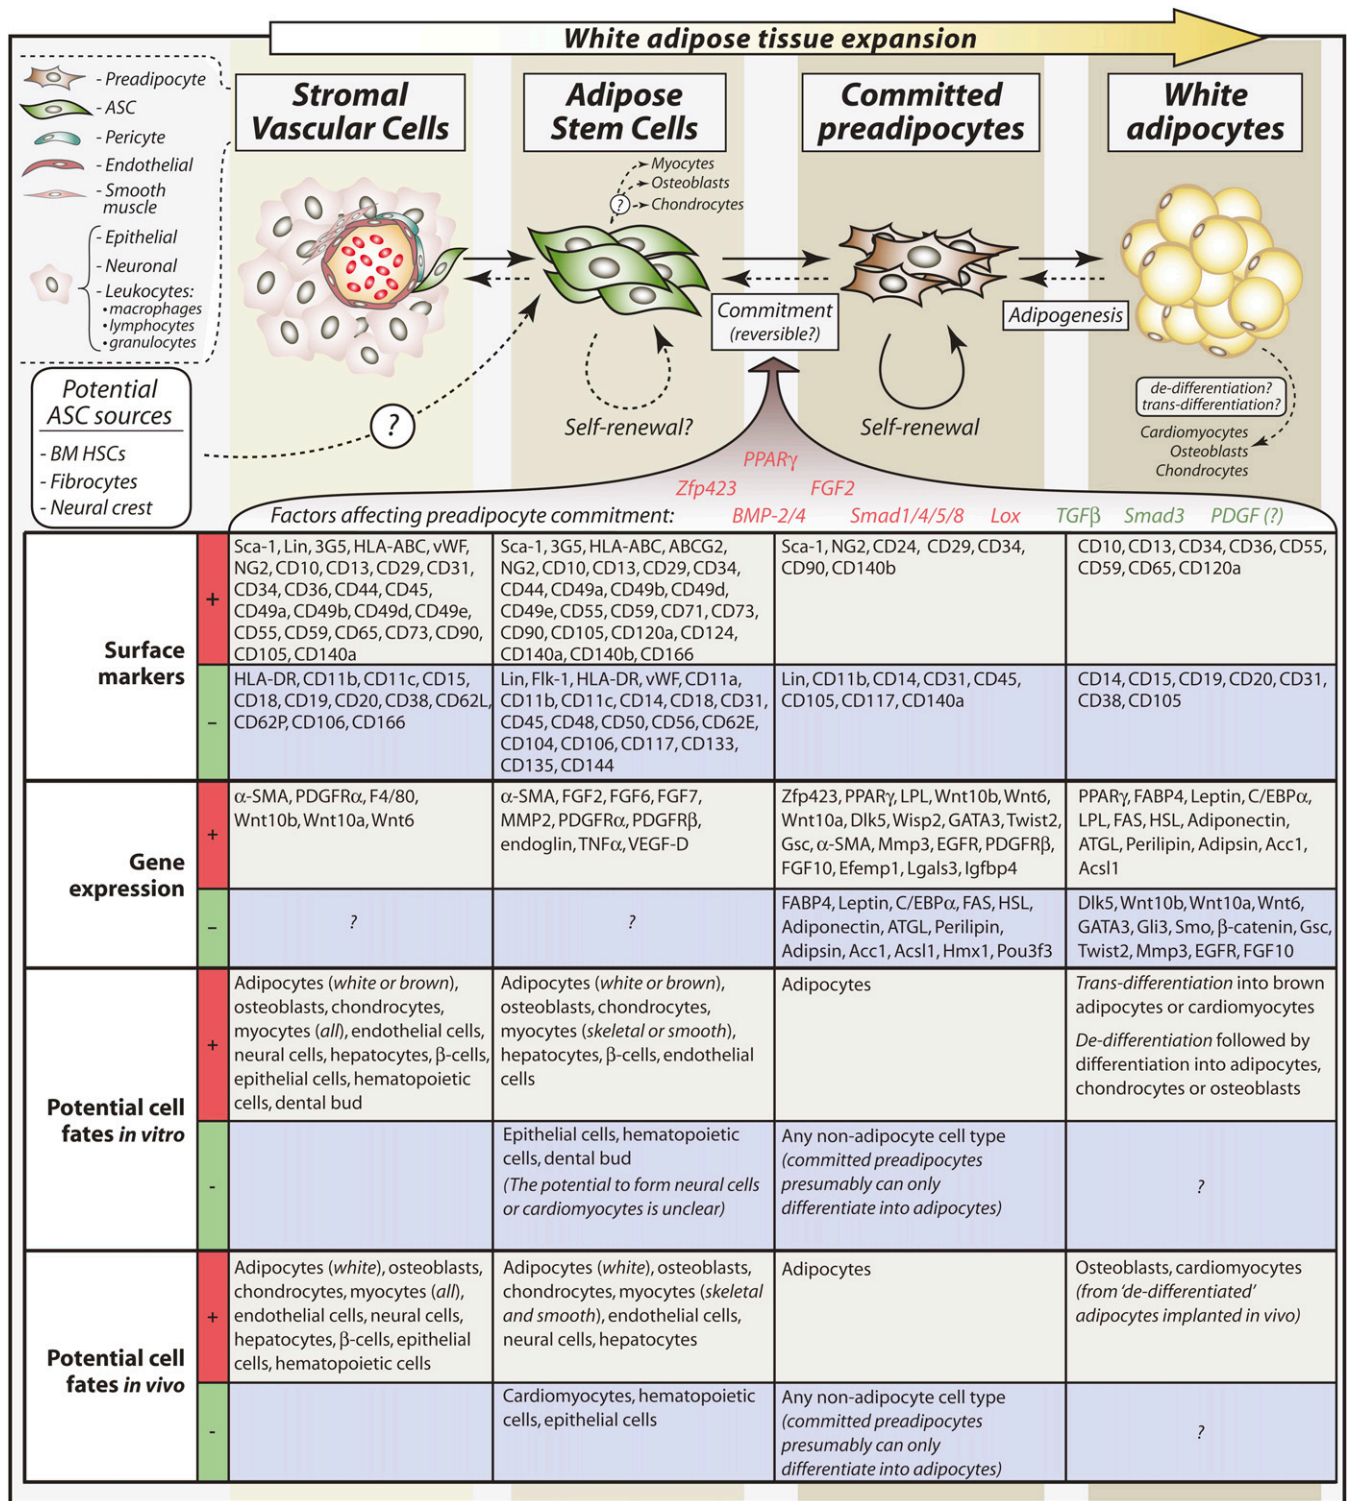 White adipose tissue expansion
- Preadipocyte
- ASC
- Pericyte
- Endothelial
- Smooth
muscle
- Epithelial
- Neuronal
- Leukocytes:
• macrophages
• lymphocytes
• granulocytes
Stromal
Vascular Cells
Adipose
Stem Cells
Committed
preadipocytes
White
adipocytes
Myocytes
Osteoblasts
? Chondrocytes
Commitment
(reversible?)
Adipogenesis
Potential
ASC sources
- BM HSCs
- Fibrocytes
- Neural crest
?
Self-renewal?
Self-renewal
de-differentiation?
trans-differentiation?
Cardiomyocytes
Osteoblasts
Chondrocytes
PPARγ
Zfp423 FGF2
Factors affecting preadipocyte commitment: BMP-2/4 Smad1/4/5/8 Lox TGFβ Smad3 PDGF (?)
Surface
markers
+
Sca-1, Lin, 3G5, HLA-ABC, vWF,
NG2, CD10, CD13, CD29, CD31,
CD34, CD36, CD44, CD45,
CD49a, CD49b, CD49d, CD49e,
CD55, CD59, CD65, CD73, CD90,
CD105, CD140a
Sca-1, 3G5, HLA-ABC, ABCG2,
NG2, CD10, CD13, CD29, CD34,
CD44, CD49a, CD49b, CD49d,
CD49e, CD55, CD59, CD71, CD73,
CD90, CD105, CD120a, CD124,
CD140a, CD140b, CD166
Sca-1, NG2, CD24, CD29, CD34,
CD90, CD140b
CD10, CD13, CD34, CD36, CD55,
CD59, CD65, CD120a
–
HLA-DR, CD11b, CD11c, CD15,
CD18, CD19, CD20, CD38, CD62L,
CD62P, CD106, CD166
Lin, Flk-1, HLA-DR, vWF, CD11a,
CD11b, CD11c, CD14, CD18, CD31,
CD45, CD48, CD50, CD56, CD62E,
CD104, CD106, CD117, CD133,
CD135, CD144
Lin, CD11b, CD14, CD31, CD45,
CD105, CD117, CD140a
CD14, CD15, CD19, CD20, CD31,
CD38, CD105
Gene
expression
+
α-SMA, PDGFRα, F4/80,
Wnt10b, Wnt10a, Wnt6
α-SMA, FGF2, FGF6, FGF7,
MMP2, PDGFRα, PDGFRβ,
endoglin, TNFα, VEGF-D
Zfp423, PPARγ, LPL, Wnt10b, Wnt6,
Wnt10a, Dlk5, Wisp2, GATA3, Twist2,
Gsc, α-SMA, Mmp3, EGFR, PDGFRβ,
FGF10, Efemp1, Lgals3, Igfbp4
PPARγ, FABP4, Leptin, C/EBPα,
LPL, FAS, HSL, Adiponectin,
ATGL, Perilipin, Adipsin, Acc1,
Acsl1
–
?
?
FABP4, Leptin, C/EBPα, FAS, HSL,
Adiponectin, ATGL, Perilipin,
Adipsin, Acc1, Acsl1, Hmx1, Pou3f3
Dlk5, Wnt10b, Wnt10a, Wnt6,
GATA3, Gli3, Smo, β-catenin, Gsc,
Twist2, Mmp3, EGFR, FGF10
Potential cell
fates in vitro
+
Adipocytes (white or brown),
osteoblasts, chondrocytes,
myocytes (all), endothelial cells,
neural cells, hepatocytes, β-cells,
epithelial cells, hematopoietic
cells, dental bud
Adipocytes (white or brown),
osteoblasts, chondrocytes,
myocytes (skeletal or smooth),
hepatocytes, β-cells, endothelial
cells
Adipocytes
Trans-differentiation into brown
adipocytes or cardiomyocytes
De-differentiation followed by
differentiation into adipocytes,
chondrocytes or osteoblasts
-
Epithelial cells, hematopoietic
cells, dental bud
(The potential to form neural cells
or cardiomyocytes is unclear)
Any non-adipocyte cell type
(committed preadipocytes
presumably can only
differentiate into adipocytes)
?
Potential cell
fates in vivo
+
Adipocytes (white), osteoblasts,
chondrocytes, myocytes (all),
endothelial cells, neural cells,
hepatocytes, β-cells, epithelial
cells, hematopoietic cells
Adipocytes (white), osteoblasts,
chondrocytes, myocytes (skeletal
and smooth), endothelial cells,
neural cells, hepatocytes
Adipocytes
Osteoblasts, cardiomyocytes
(from ‘de-differentiated’
adipocytes implanted in vivo)
-
Cardiomyocytes, hematopoietic
cells, epithelial cells
Any non-adipocyte cell type
(committed preadipocytes
presumably can only
differentiate into adipocytes)
?